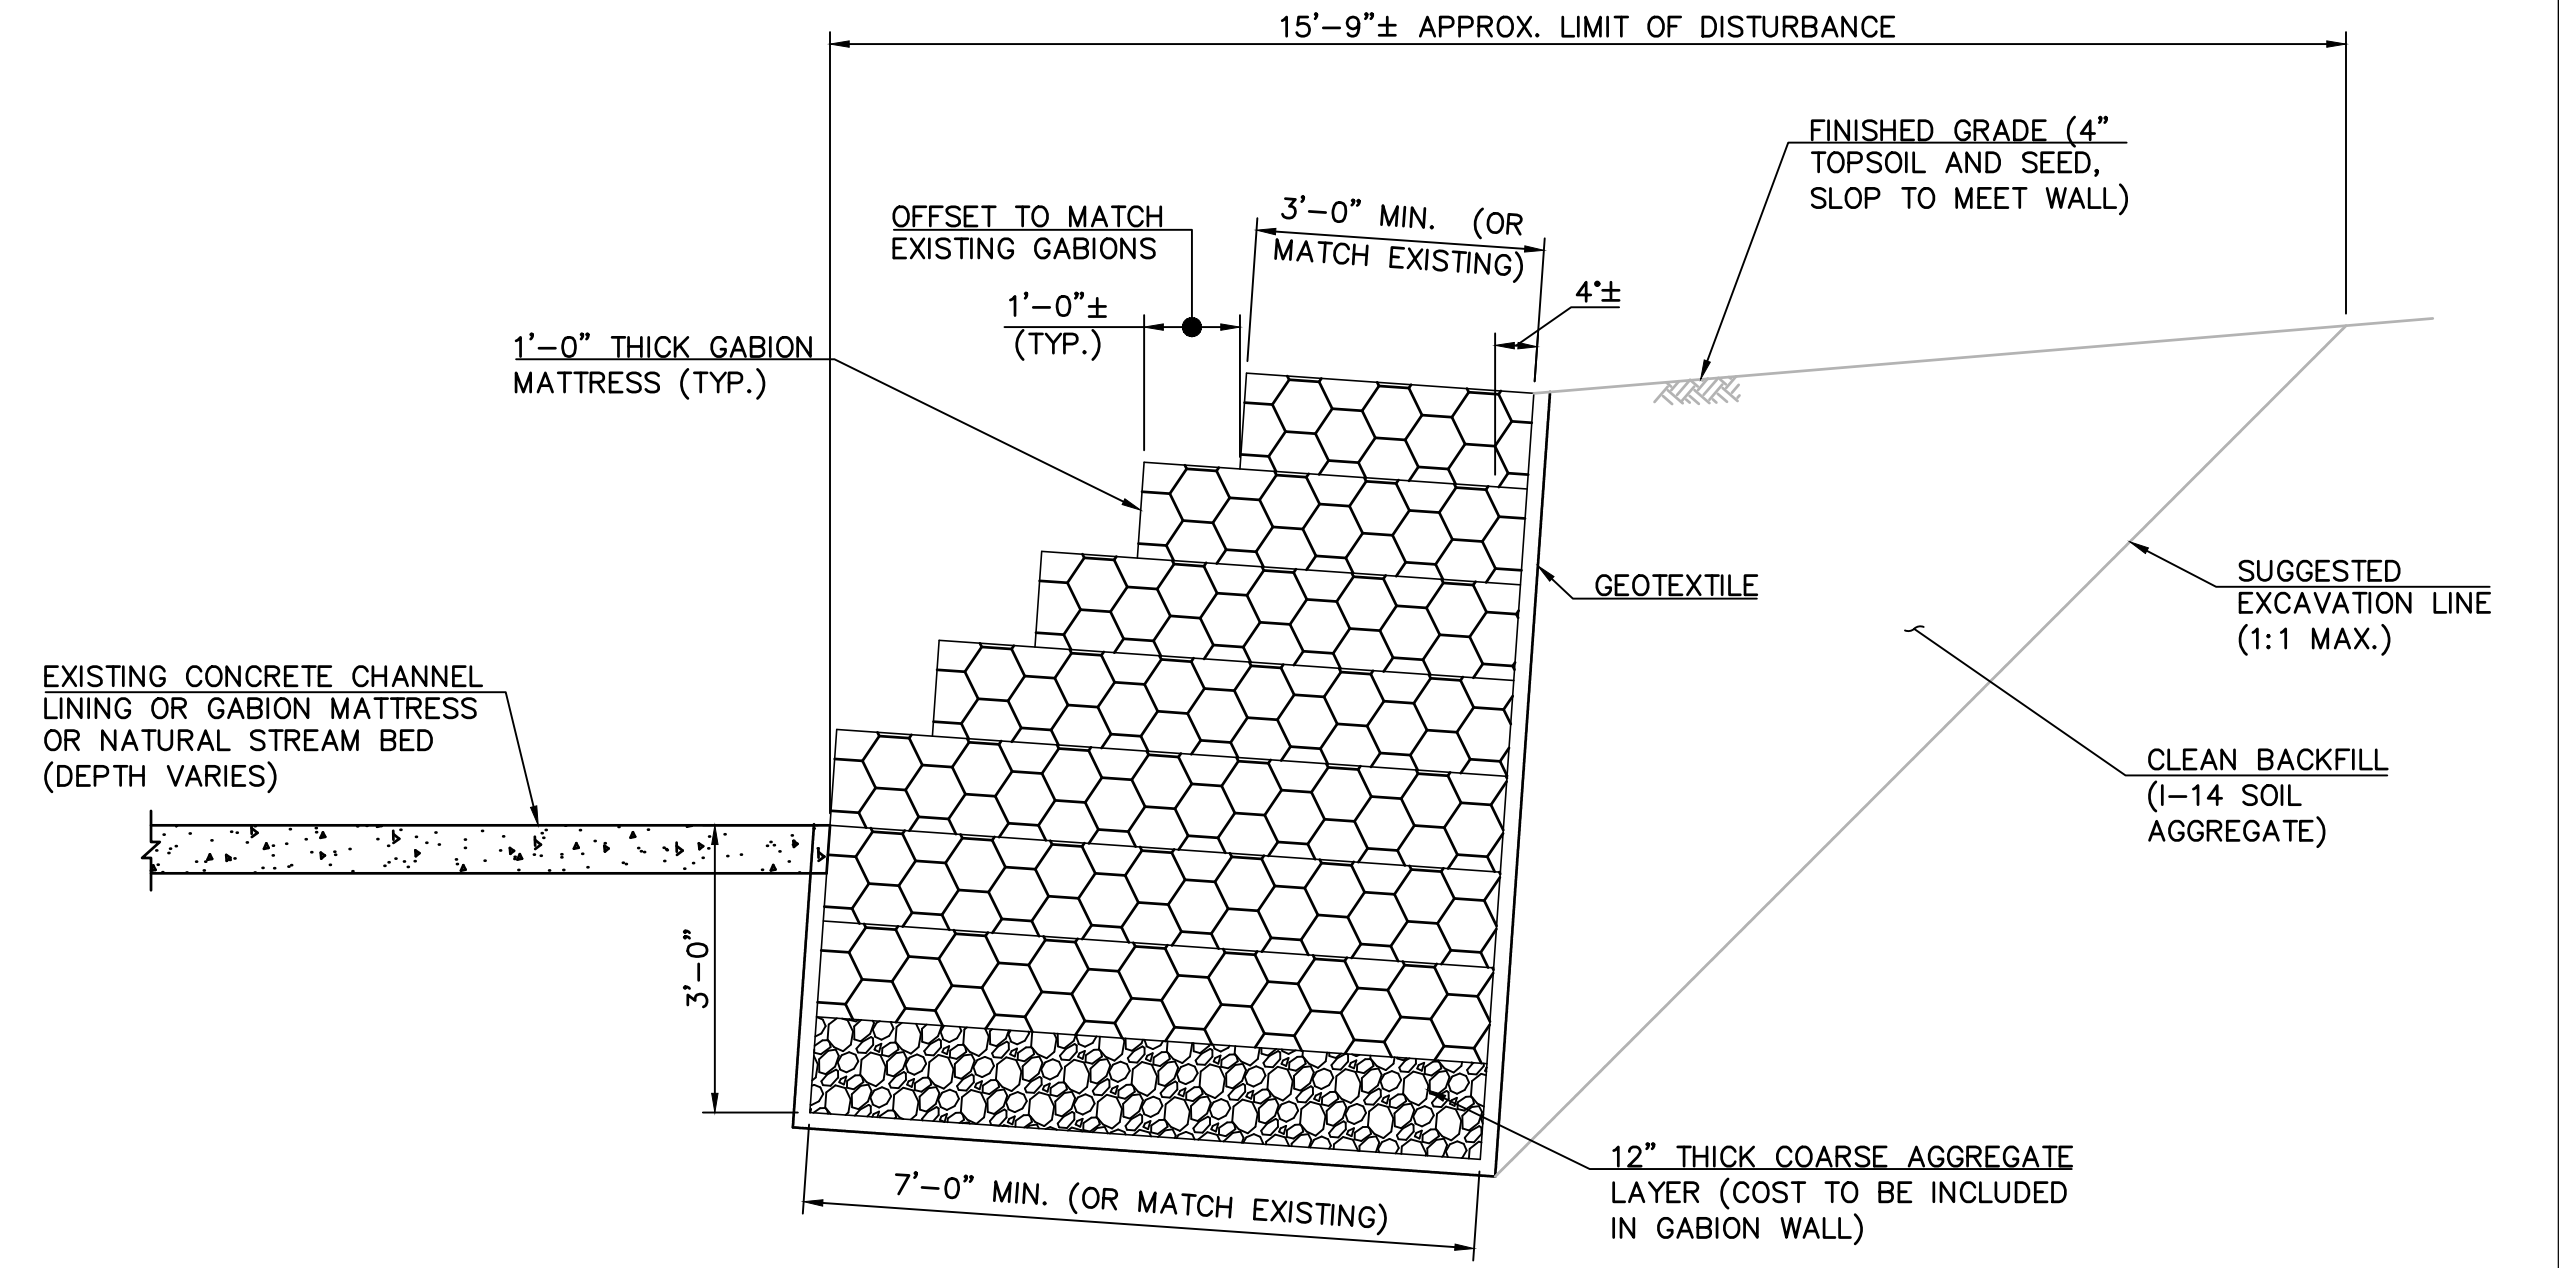 15'-9"± APPROX. LIMIT OF DISTURBANCE
FINISHED GRADE (4"
TOPSOIL AND SEED,
SLOP TO MEET WALL)
OFFSET TO MATCH
EXISTING GABIONS
3'-0" MIN. (OR
MATCH EXISTING)
1'-0"±
(TYP.)
4°±
1'-0" THICK GABION
MATTRESS (TYP.)
GEOTEXTILE
SUGGESTED
EXCAVATION LINE
(1:1 MAX.)
EXISTING CONCRETE CHANNEL
LINING OR GABION MATTRESS
OR NATURAL STREAM BED
(DEPTH VARIES)
CLEAN BACKFILL
(I-14 SOIL
AGGREGATE)
3'-0"
12" THICK COARSE AGGREGATE
LAYER (COST TO BE INCLUDED
IN GABION WALL)
7'-0" MIN. (OR MATCH EXISTING)